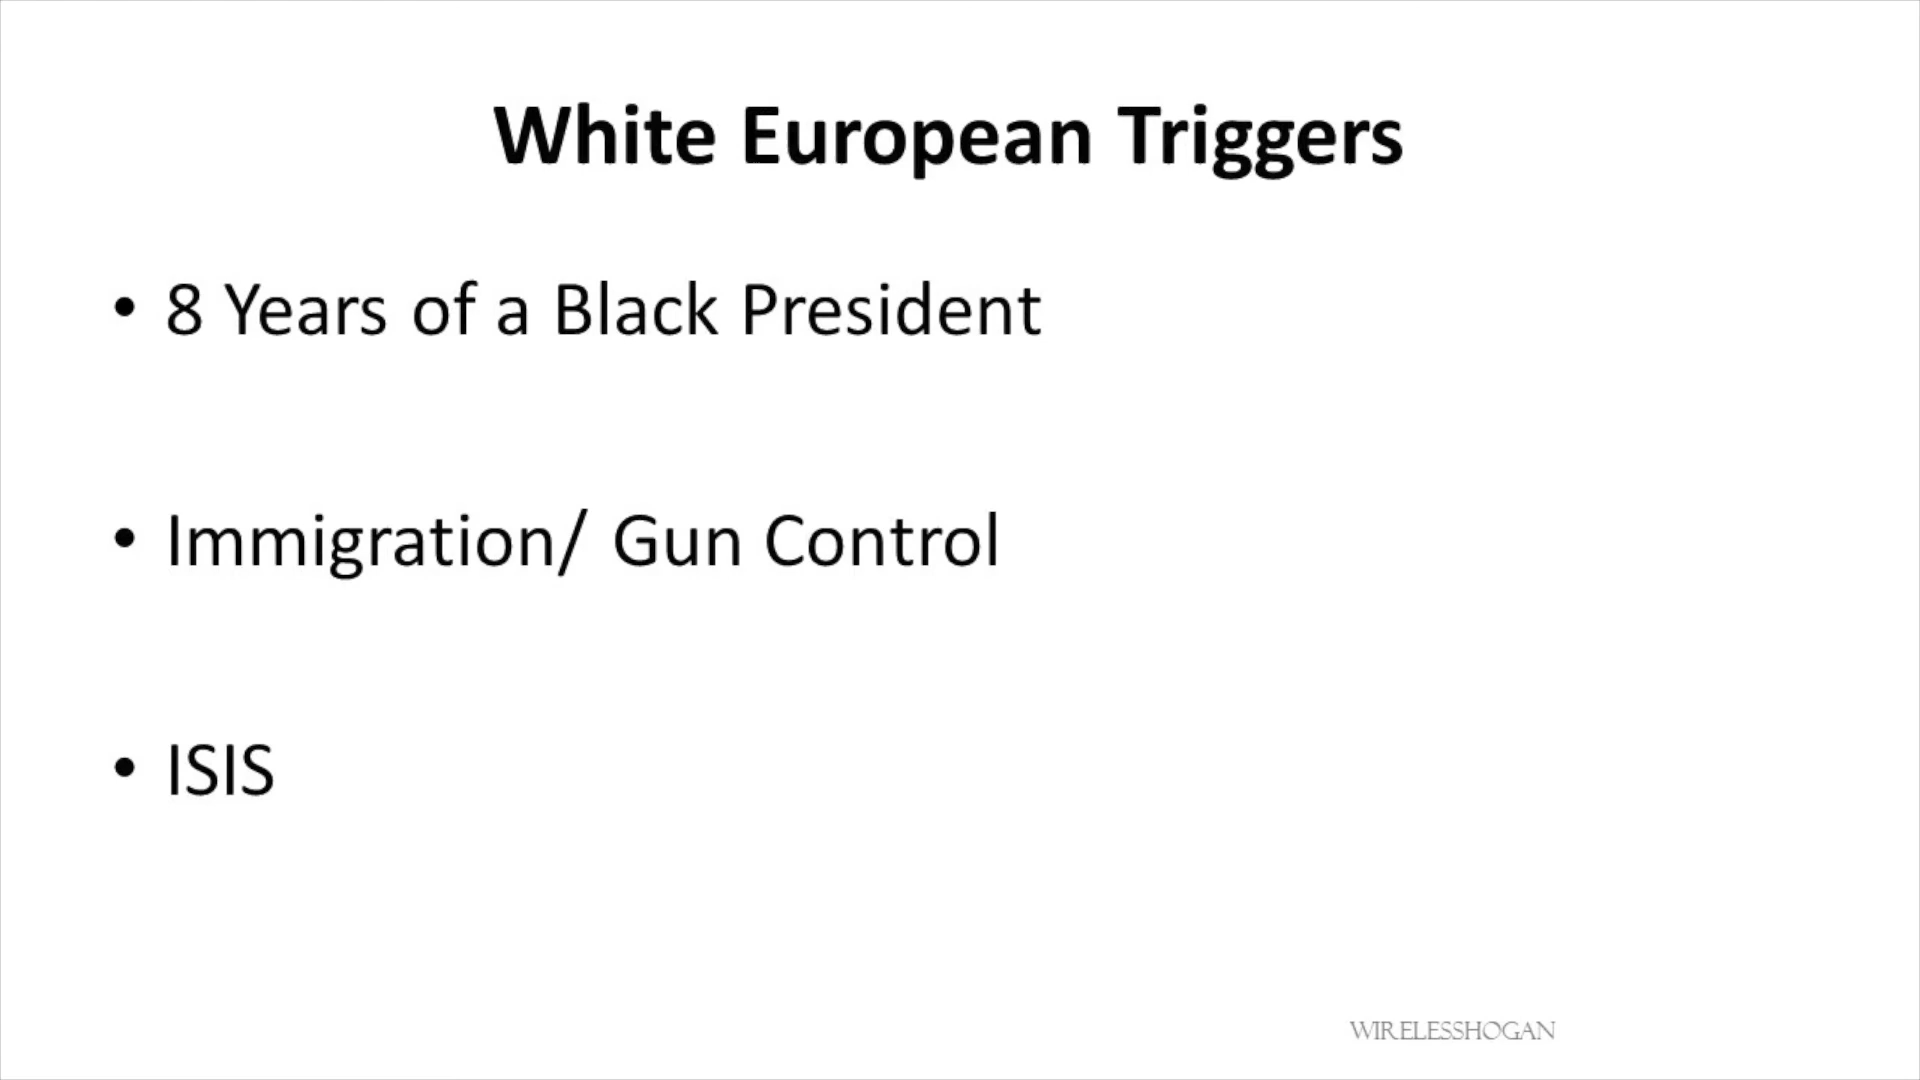 White European Triggers
• 8 Years of a Black President
• Immigration/ Gun Control
• ISIS
WIRELESSHOGAN